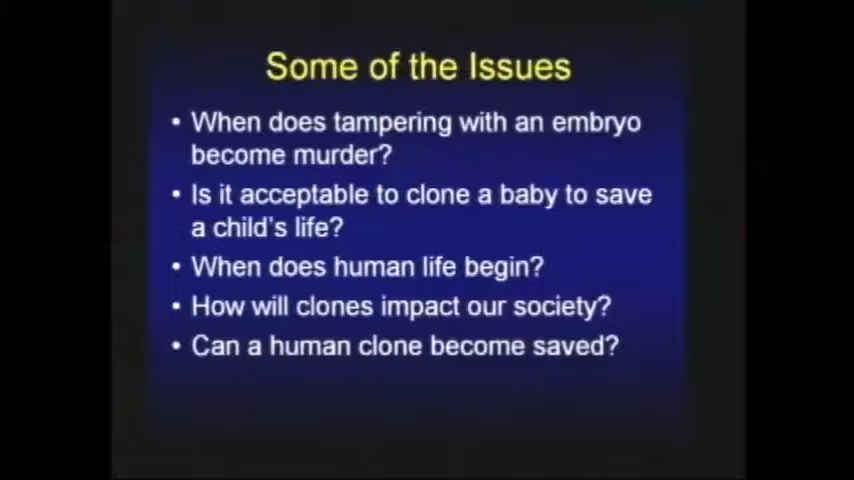 Some of the Issues
• When does tampering with an embryo
become murder?
• Is it acceptable to clone a baby to save
a child's life?
• When does human life begin?
• How will clones impact our society?
• Can a human clone become saved?